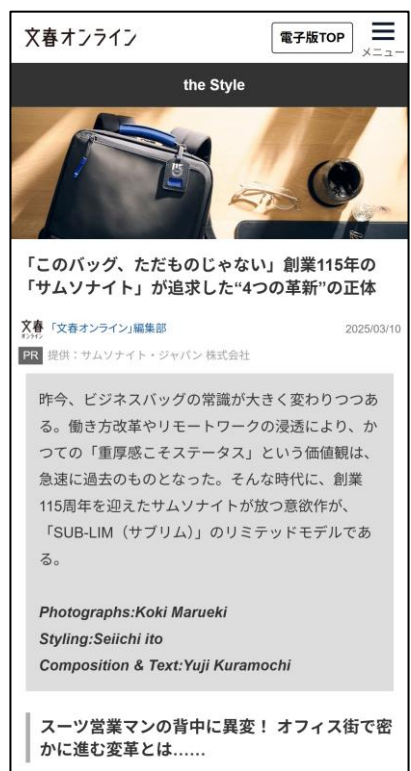 文春オンライン
電子版TOP
メニュー
the Style
「このバッグ、ただものじゃない」創業115年の
「サムソナイト」が追求した“4つの革新”の正体
文春オンライン 「文春オンライン」編集部 2025/03/10
PR 提供：サムソナイト・ジャパン 株式会社
昨今、ビジネスバッグの常識が大きく変わりつつあ
る。働き方改革やリモートワークの浸透により、か
つての「重厚感こそステータス」という価値観は、
急速に過去のものとなった。そんな時代に、創業
115周年を迎えたサムソナイトが放つ意欲作が、
「SUB-LIM（サブリム）」のリミテッドモデルであ
る。
Photographs:Koki Marueki
Styling:Seiichi ito
Composition & Text:Yuji Kuramochi
スーツ営業マンの背中に異変！ オフィス街で密
かに進む変革とは……